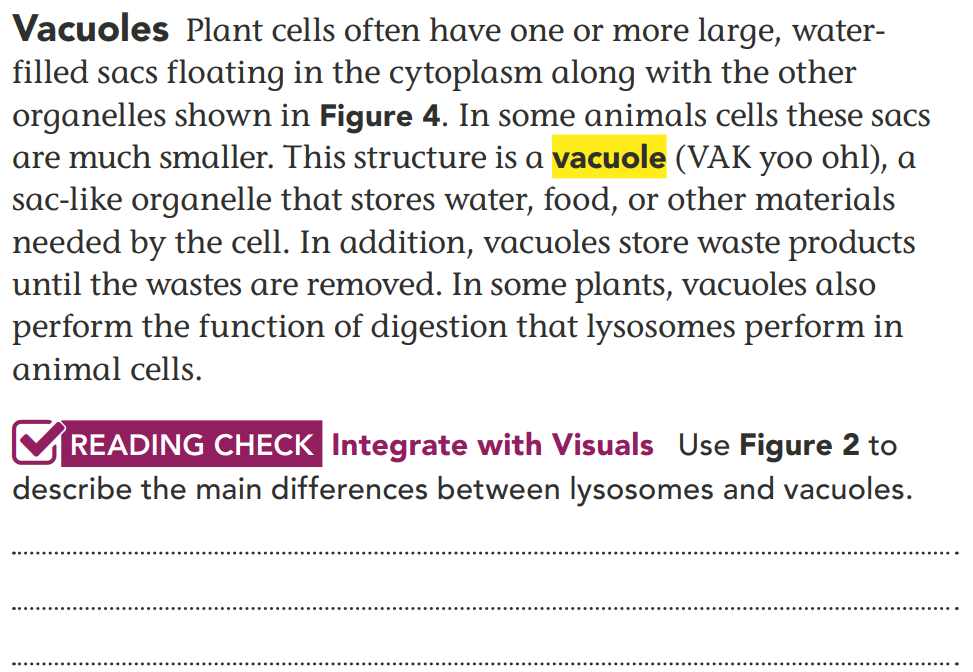 Vacuoles Plant cells often have one or more large, water-
filled sacs floating in the cytoplasm along with the other
organelles shown in Figure 4. In some animals cells these sacs
are much smaller. This structure is a vacuole (VAK yoo ohl), a
sac-like organelle that stores water, food, or other materials
needed by the cell. In addition, vacuoles store waste products
until the wastes are removed. In some plants, vacuoles also
perform the function of digestion that lysosomes perform in
animal cells.
READING CHECK Integrate with Visuals Use Figure 2 to
describe the main differences between lysosomes and vacuoles.